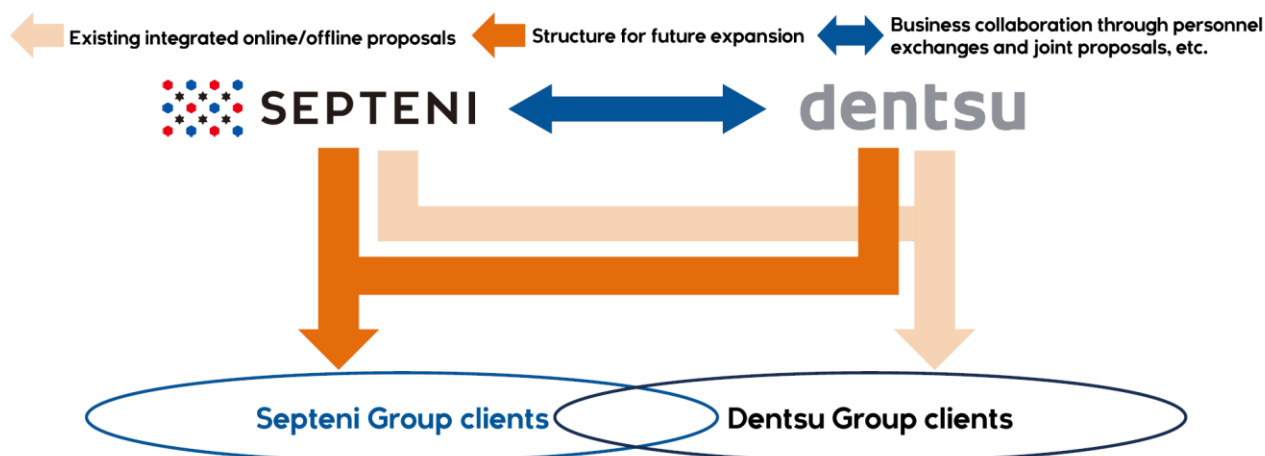 Existing integrated online/offline proposals
Structure for future expansion
Business collaboration through personnel
exchanges and joint proposals, etc.
SEPTENI
dentsu
Septeni Group clients
Dentsu Group clients